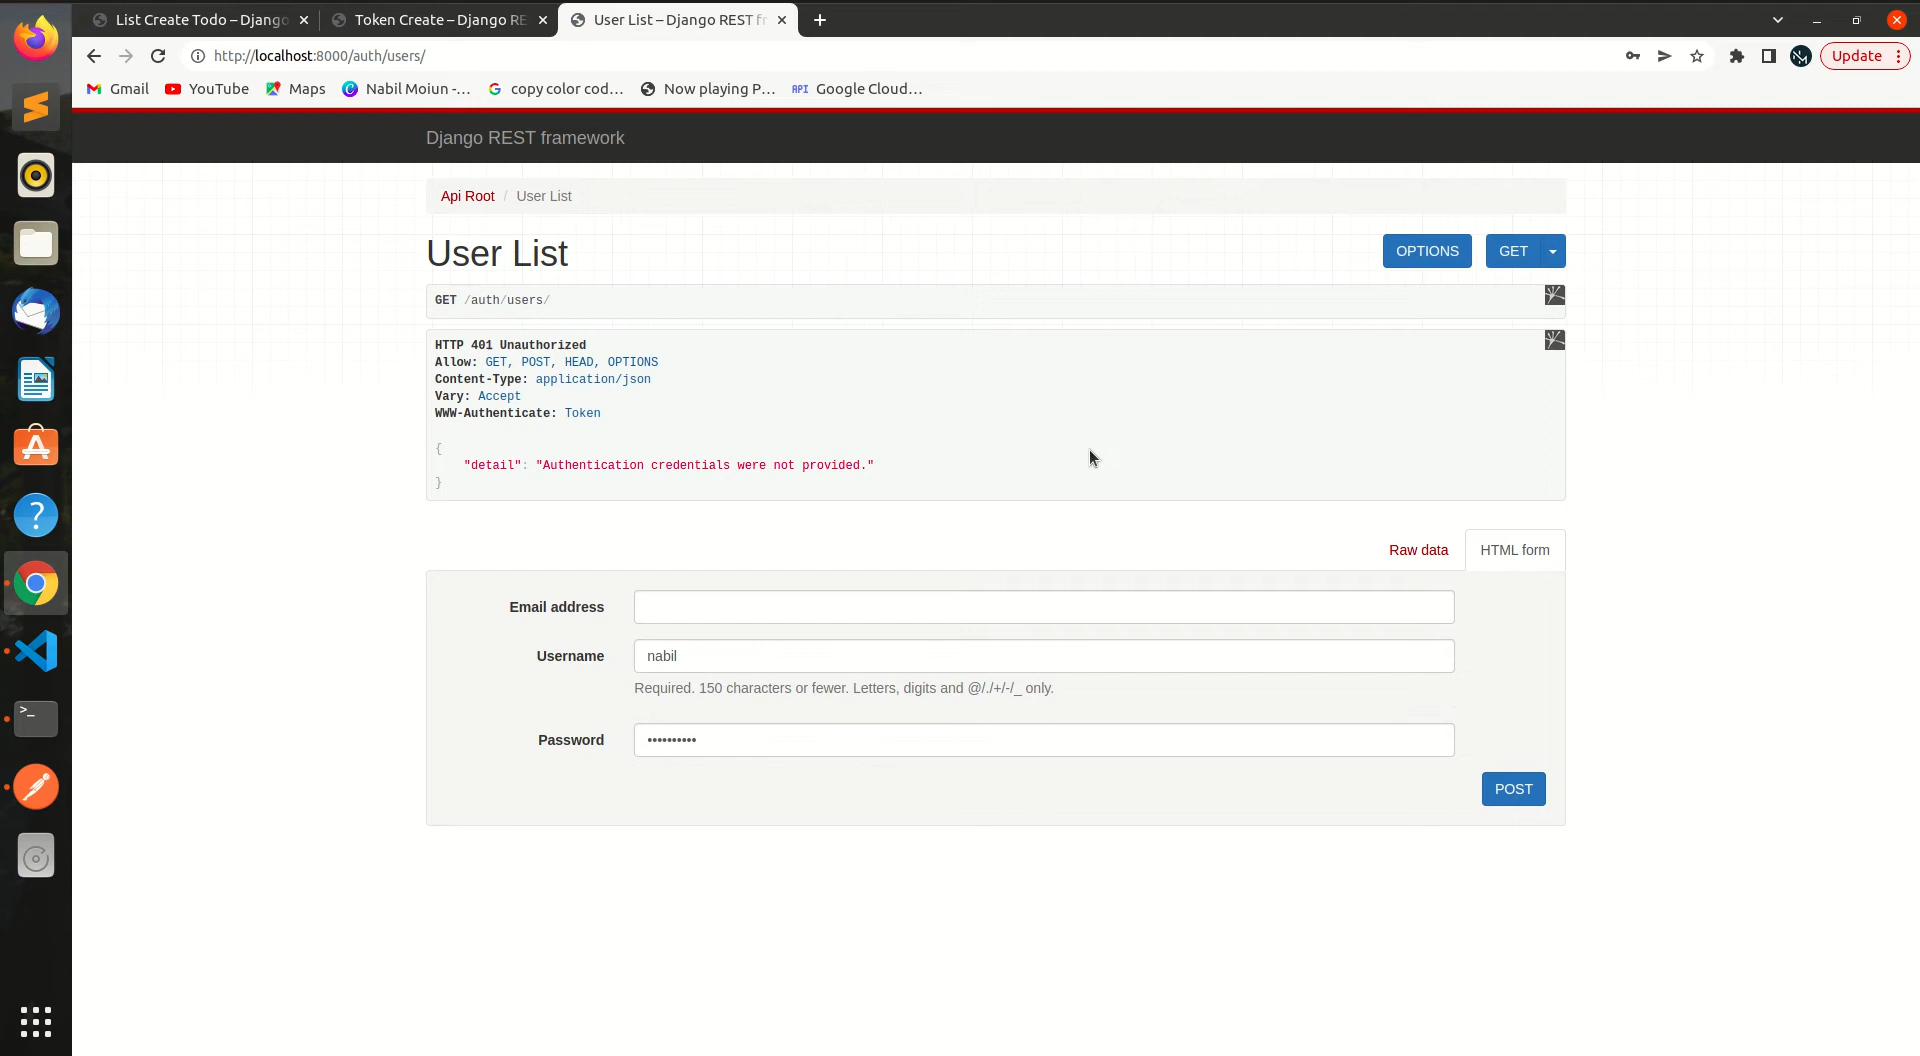 List Create Todo – Django
Token Create – Django RE
User List – Django REST fr
http://localhost:8000/auth/users/
Update
Gmail
YouTube
Maps
Nabil Moiun -...
copy color cod...
Now playing P...
API Google Cloud...
Django REST framework
Api Root / User List
User List
OPTIONS
GET
GET /auth/users/
HTTP 401 Unauthorized
Allow: GET, POST, HEAD, OPTIONS
Content-Type: application/json
Vary: Accept
WWW-Authenticate: Token
{
"detail": "Authentication credentials were not provided."
}
Raw data
HTML form
Email address
Username
nabil
Required. 150 characters or fewer. Letters, digits and @/./+/-/_ only.
Password
••••••••••
POST